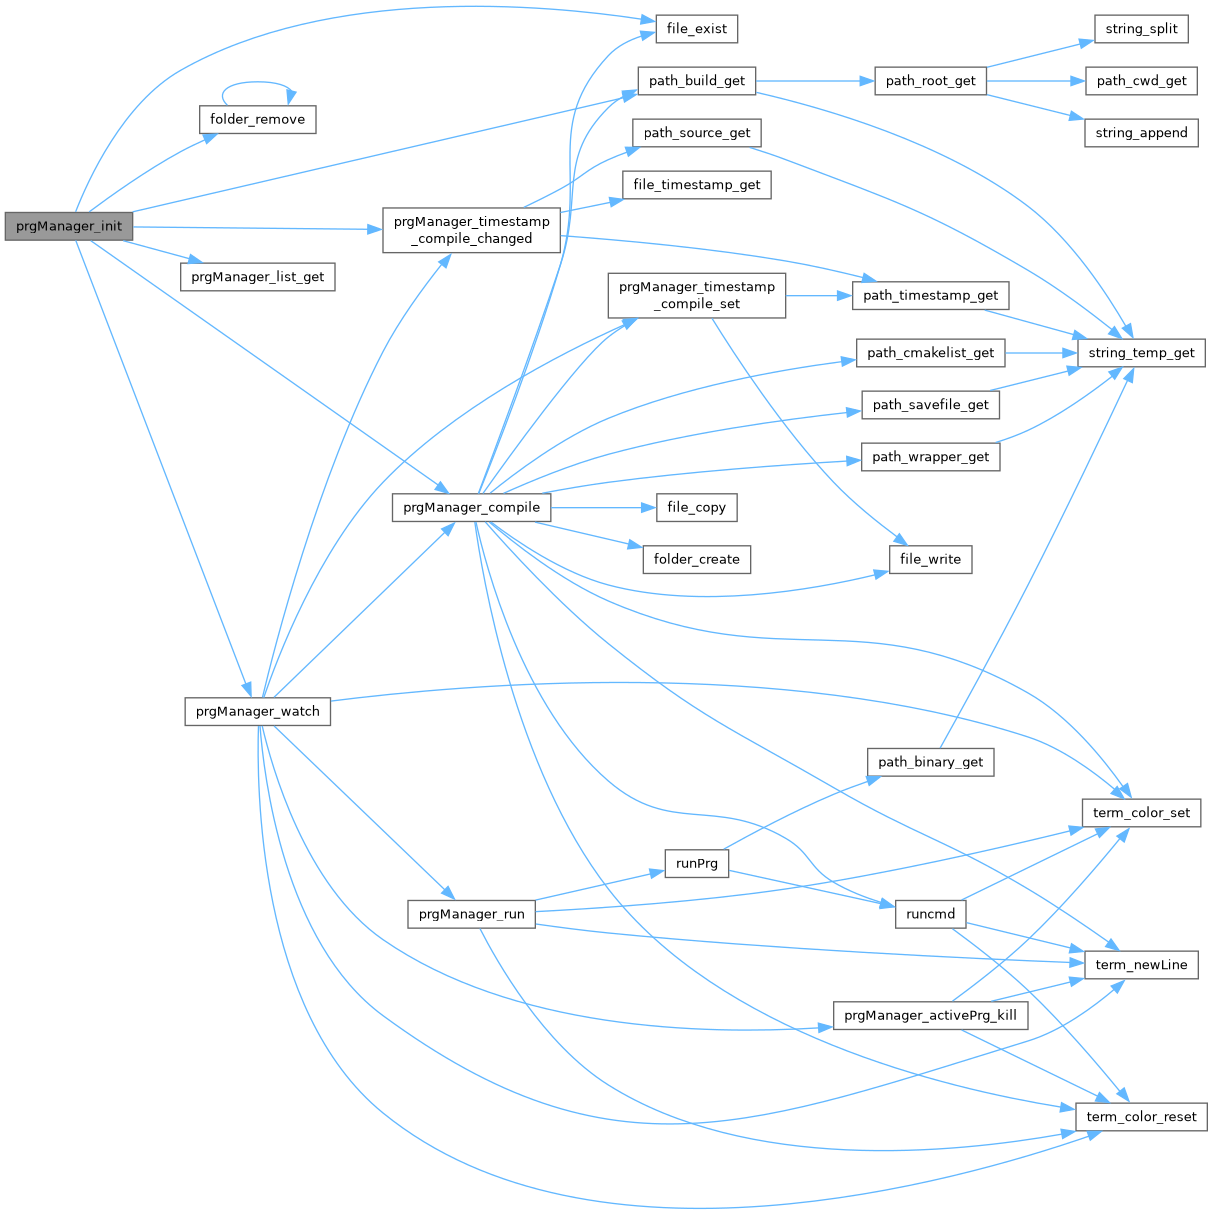 file_exist
string_split
path_build_get
path_root_get
path_cwd_get
folder_remove
path_source_get
string_append
file_timestamp_get
prgManager_init
prgManager_timestamp
_compile_changed
prgManager_list_get
prgManager_timestamp
_compile_set
path_timestamp_get
path_cmakelist_get
string_temp_get
path_savefile_get
path_wrapper_get
prgManager_compile
file_copy
folder_create
file_write
prgManager_watch
path_binary_get
term_color_set
runPrg
prgManager_run
runcmd
term_newLine
prgManager_activePrg_kill
term_color_reset